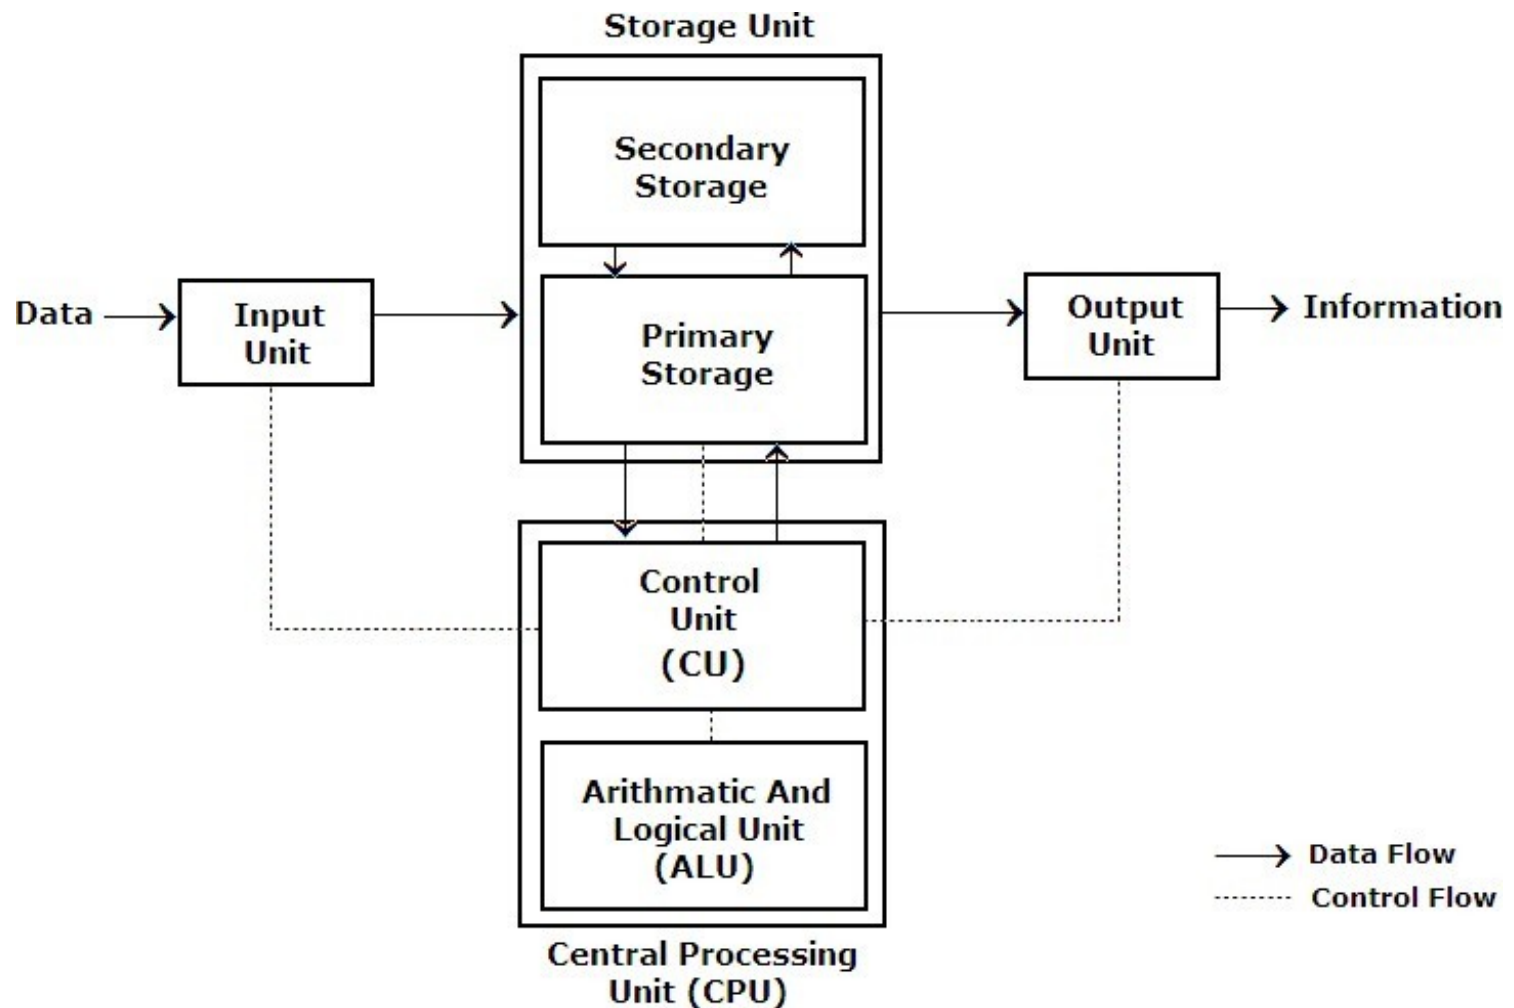 Storage Unit
Secondary
Storage
Data
Input
Unit
Primary
Storage
Output
Unit
Information
Control
Unit
(CU)
Arithmatic And
Logical Unit
(ALU)
Data Flow
Control Flow
Central Processing
Unit (CPU)